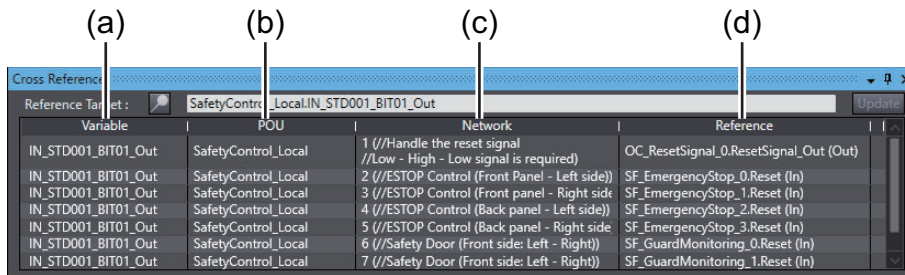 (a) (b) (c) (d)
Cross Reference
Reference Target : SafetyControl_Local.IN_STD001_BIT01_Out Update
Variable POU Network Reference
IN_STD001_BIT01_Out SafetyControl_Local 1 (//Handle the reset signal
//Low - High - Low signal is required) OC_ResetSignal_0.ResetSignal_Out (Out)
IN_STD001_BIT01_Out SafetyControl_Local 2 (//ESTOP Control (Front Panel - Left side)) SF_EmergencyStop_0.Reset (In)
IN_STD001_BIT01_Out SafetyControl_Local 3 (//ESTOP Control (Front panel - Right side SF_EmergencyStop_1.Reset (In)
IN_STD001_BIT01_Out SafetyControl_Local 4 (//ESTOP Control (Back panel - Left side)) SF_EmergencyStop_2.Reset (In)
IN_STD001_BIT01_Out SafetyControl_Local 5 (//ESTOP Control (Back panel - Right side SF_EmergencyStop_3.Reset (In)
IN_STD001_BIT01_Out SafetyControl_Local 6 (//Safety Door (Front side: Left - Right)) SF_GuardMonitoring_0.Reset (In)
IN_STD001_BIT01_Out SafetyControl_Local 7 (//Safety Door (Front side: Left - Right)) SF_GuardMonitoring_1.Reset (In)